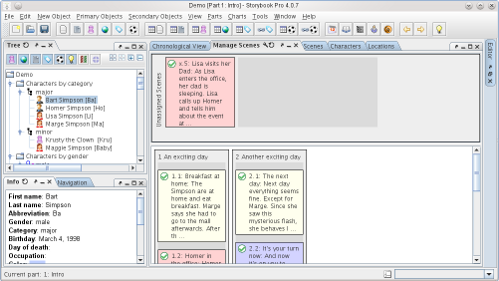 Demo [Part 1: Intro] - Storybook Pro 4.0.7
File Edit New Object Primary Objects Secondary Objects Parts Charts Tools Window Help
Tree
Demo
Characters by category
major
Bart Simpson [Ba]
Homer Simpson [Ho]
Lisa Simpson [Li]
Marge Simpson [Ma]
minor
Krusty the Clown [Kru]
Maggie Simpson [Baby]
Characters by gender
Info Navigation
First name: Bart
Last name: Simpson
Abbreviation: Ba
Gender: male
Category: major
Birthday: March 4, 1998
Day of death:
Occupation:
Chronological View Manage Scenes Scenes Characters Locations
Unassigned Scenes
x.5: Lisa visits her
Dad: As Lisa
enters the office,
her dad is
sleeping. Lisa
calls up Homer
and tells him
about the event
at ...
1 An exciting day
1.1: Breakfast at
home: The
Simpson are at
home and eat
breakfast. Marge
says she had to
go to the mail
afterwards. After
th ...
1.2: Homer in
the office: Homer
2 Another exciting day
2.1: The next
day: Next day
everything seems
fine. Except for
Marge. Since she
saw this
mysterious flash,
she behaves i ...
2.2: It's your turn
now: And now
Editor
Current part: 1: Intro